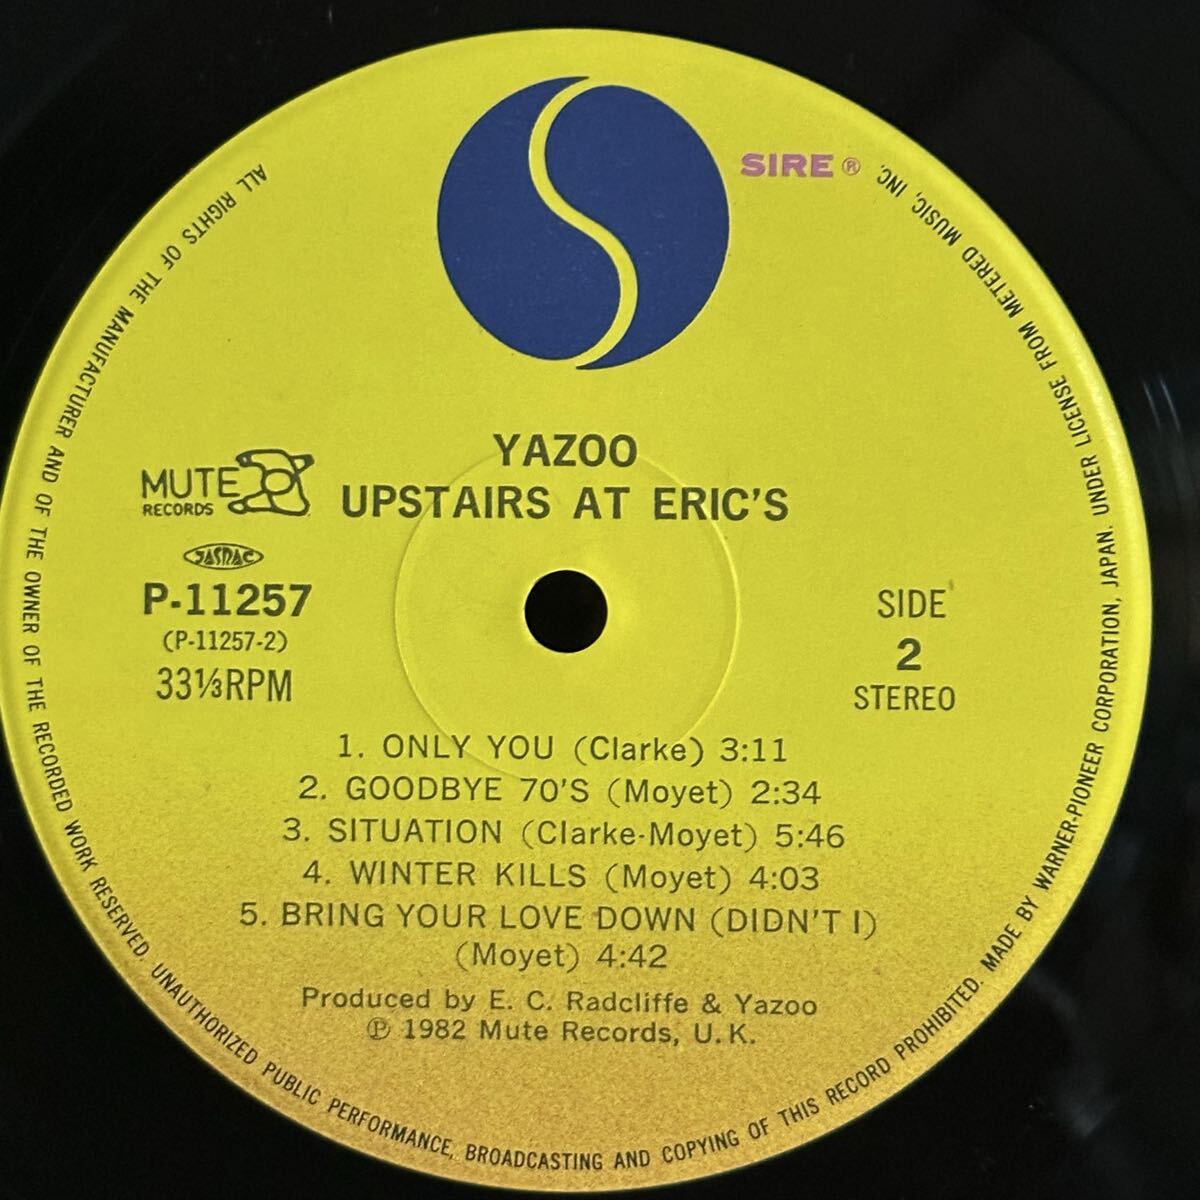 SIRE ®
YAZOO
UPSTAIRS AT ERIC'S
MUTE
RECORDS
JASRAC
P-11257
(P-11257-2)
33⅓RPM
SIDE
2
STEREO
1. ONLY YOU (Clarke) 3:11
2. GOODBYE 70'S (Moyet) 2:34
3. SITUATION (Clarke-Moyet) 5:46
4. WINTER KILLS (Moyet) 4:03
5. BRING YOUR LOVE DOWN (DIDN'T I)
(Moyet) 4:42
Produced by E. C. Radcliffe & Yazoo
℗ 1982 Mute Records, U.K.
ALL RIGHTS OF THE MANUFACTURER AND OF THE OWNER OF THE RECORDED WORK RESERVED. UNAUTHORIZED PUBLIC PERFORMANCE, BROADCASTING AND COPYING OF THIS RECORD PROHIBITED. MADE BY WARNER-PIONEER CORPORATION, JAPAN. UNDER LICENSE FROM METERED MUSIC, INC.